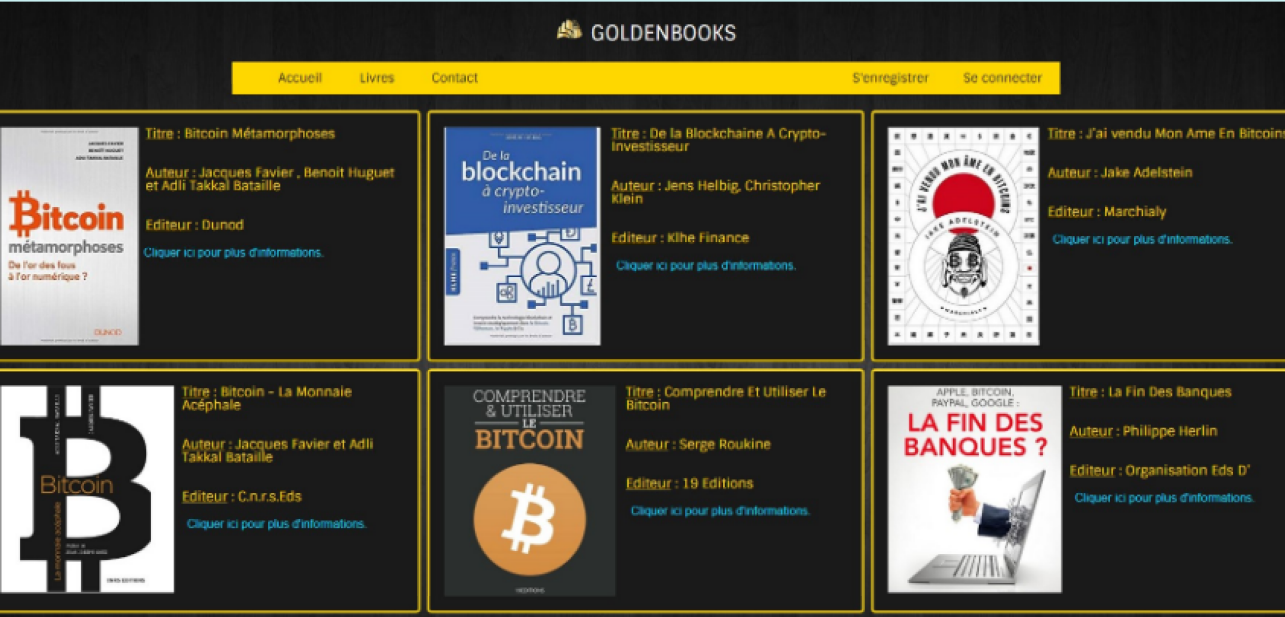 GOLDENBOOKS
Accueil Livres Contact S'enregistrer Se connecter
JACQUES FAVIER
BENOÎT HUGUET
ADLI TAKKAL BATAILLE
Bitcoin
métamorphoses
De l'or des fous
à l'or numérique ?
DUNOD
Titre : Bitcoin Métamorphoses
Auteur : Jacques Favier , Benoit Huguet
et Adli Takkal Bataille
Editeur : Dunod
Cliquer ici pour plus d'informations.
De la
blockchain
à crypto-
investisseur
Titre : De la Blockchaine A Crypto-
Investisseur
Auteur : Jens Helbig, Christopher
Klein
Editeur : Klhe Finance
Cliquer ici pour plus d'informations.
J'AI VENDU MON ÂME EN BITCOINS
JAKE ADELSTEIN
MARCHIALY
Titre : J'ai vendu Mon Ame En Bitcoins
Auteur : Jake Adelstein
Editeur : Marchialy
Cliquer ici pour plus d'informations.
Bitcoin
La monnaie acéphale
CNRS EDITIONS
Titre : Bitcoin - La Monnaie
Acéphale
Auteur : Jacques Favier et Adli
Takkal Bataille
Editeur : C.n.r.s.Eds
Cliquer ici pour plus d'informations.
COMPRENDRE
& UTILISER
LE
BITCOIN
Titre : Comprendre Et Utiliser Le
Bitcoin
Auteur : Serge Roukine
Editeur : 19 Editions
Cliquer ici pour plus d'informations.
APPLE, BITCOIN,
PAYPAL, GOOGLE :
LA FIN DES
BANQUES ?
Titre : La Fin Des Banques
Auteur : Philippe Herlin
Editeur : Organisation Eds D'
Cliquer ici pour plus d'informations.